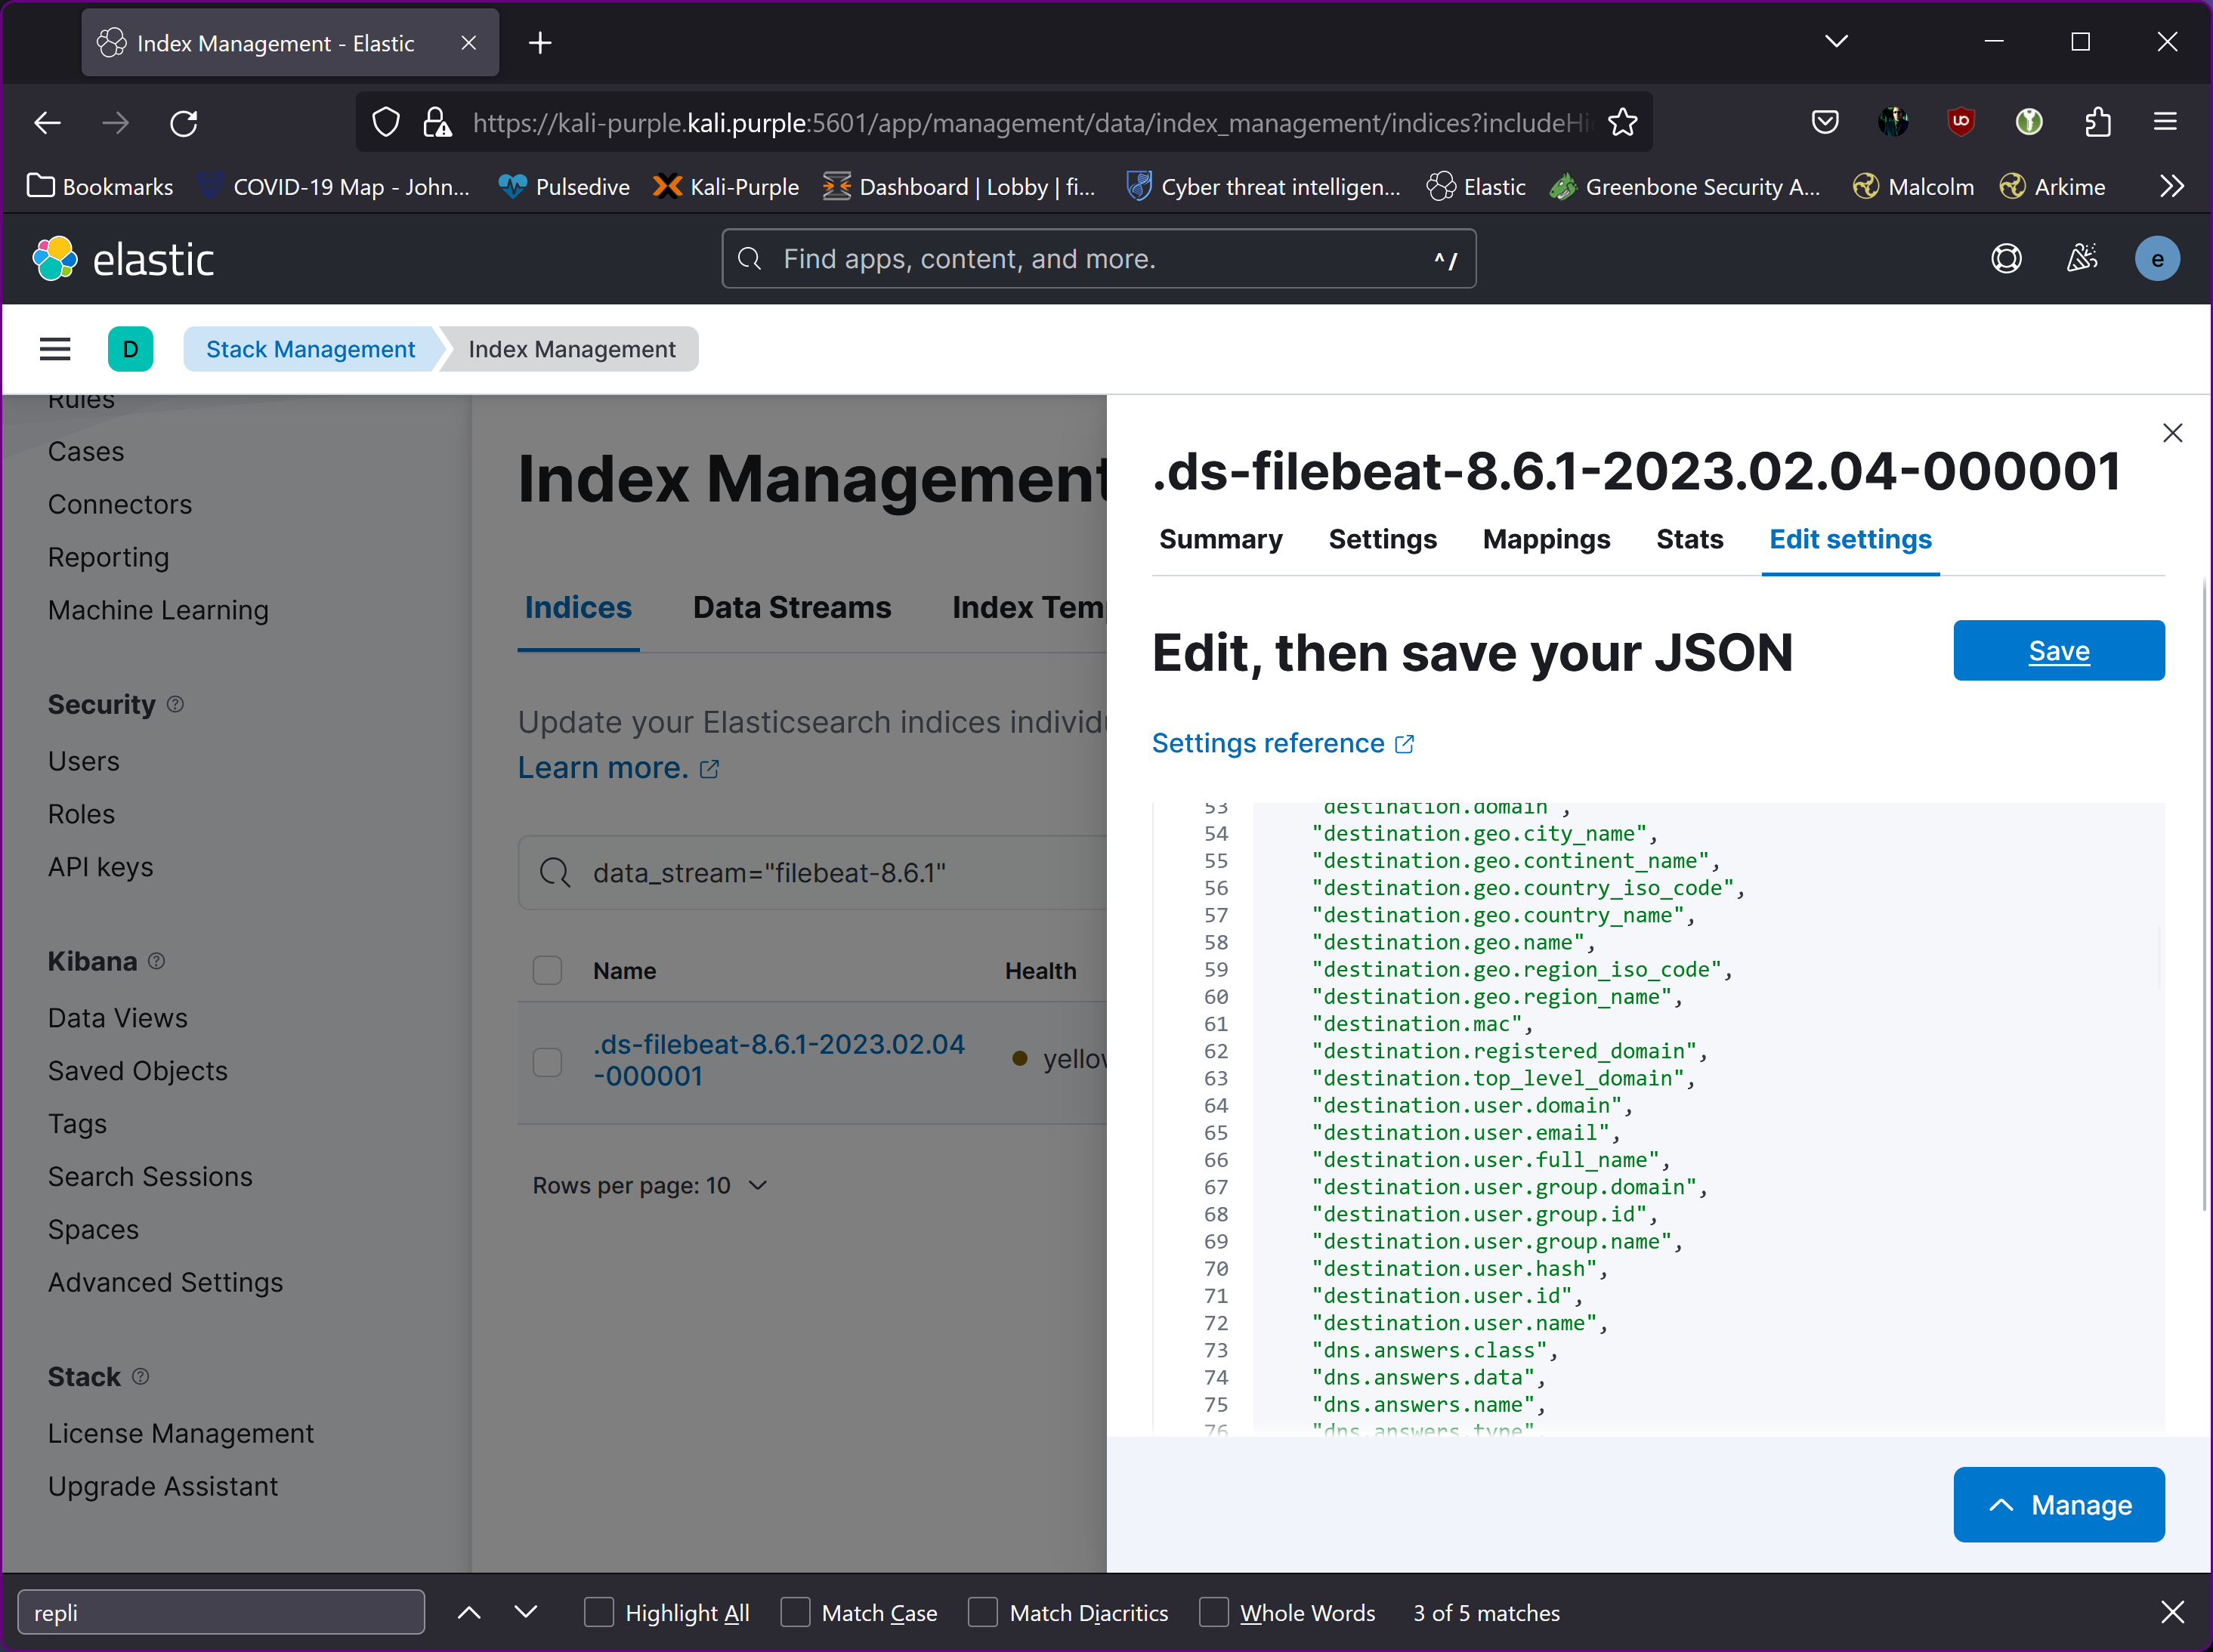 Index Management - Elastic
https://kali-purple.kali.purple:5601/app/management/data/index_management/indices?includeHi
Bookmarks
COVID-19 Map - John...
Pulsedive
Kali-Purple
Dashboard | Lobby | fi...
Cyber threat intelligen...
Elastic
Greenbone Security A...
Malcolm
Arkime
elastic
Find apps, content, and more.
^ /
e
D
Stack Management
Index Management
Rules
Cases
Connectors
Reporting
Machine Learning
Security
Users
Roles
API keys
Kibana
Data Views
Saved Objects
Tags
Search Sessions
Spaces
Advanced Settings
Stack
License Management
Upgrade Assistant
Index Management
Indices
Data Streams
Index Tem
Update your Elasticsearch indices individu
Learn more.
data_stream="filebeat-8.6.1"
Name
Health
.ds-filebeat-8.6.1-2023.02.04
-000001
yellow
Rows per page: 10
.ds-filebeat-8.6.1-2023.02.04-000001
Summary
Settings
Mappings
Stats
Edit settings
Edit, then save your JSON
Save
Settings reference
53 "destination.domain",
54 "destination.geo.city_name",
55 "destination.geo.continent_name",
56 "destination.geo.country_iso_code",
57 "destination.geo.country_name",
58 "destination.geo.name",
59 "destination.geo.region_iso_code",
60 "destination.geo.region_name",
61 "destination.mac",
62 "destination.registered_domain",
63 "destination.top_level_domain",
64 "destination.user.domain",
65 "destination.user.email",
66 "destination.user.full_name",
67 "destination.user.group.domain",
68 "destination.user.group.id",
69 "destination.user.group.name",
70 "destination.user.hash",
71 "destination.user.id",
72 "destination.user.name",
73 "dns.answers.class",
74 "dns.answers.data",
75 "dns.answers.name",
76 "dns.answers.type",
Manage
repli
Highlight All
Match Case
Match Diacritics
Whole Words
3 of 5 matches